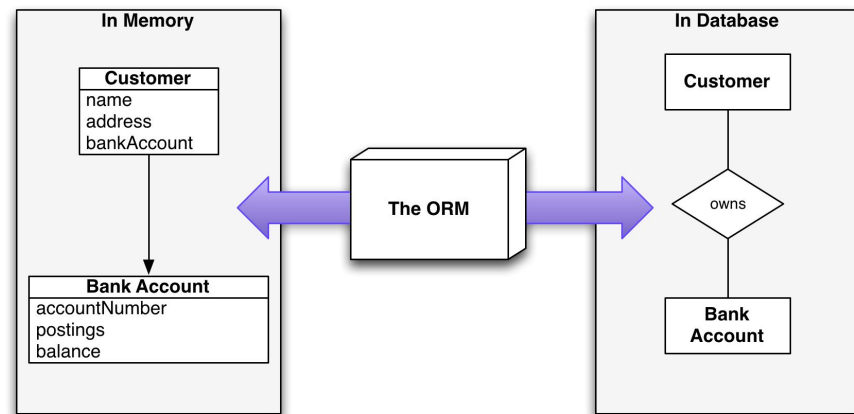 In Memory
Customer
name
address
bankAccount
Bank Account
accountNumber
postings
balance
The ORM
In Database
Customer
owns
Bank
Account